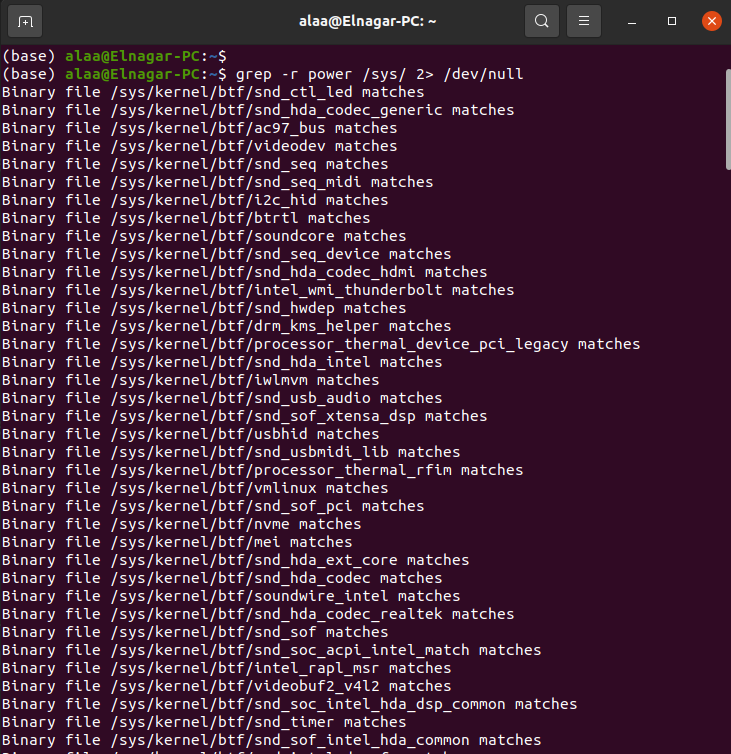 alaa@Elnagar-PC: ~
(base) alaa@Elnagar-PC:~$
(base) alaa@Elnagar-PC:~$ grep -r power /sys/ 2> /dev/null
Binary file /sys/kernel/btf/snd_ctl_led matches
Binary file /sys/kernel/btf/snd_hda_codec_generic matches
Binary file /sys/kernel/btf/ac97_bus matches
Binary file /sys/kernel/btf/videodev matches
Binary file /sys/kernel/btf/snd_seq matches
Binary file /sys/kernel/btf/snd_seq_midi matches
Binary file /sys/kernel/btf/i2c_hid matches
Binary file /sys/kernel/btf/btrtl matches
Binary file /sys/kernel/btf/soundcore matches
Binary file /sys/kernel/btf/snd_seq_device matches
Binary file /sys/kernel/btf/snd_hda_codec_hdmi matches
Binary file /sys/kernel/btf/intel_wmi_thunderbolt matches
Binary file /sys/kernel/btf/snd_hwdep matches
Binary file /sys/kernel/btf/drm_kms_helper matches
Binary file /sys/kernel/btf/processor_thermal_device_pci_legacy matches
Binary file /sys/kernel/btf/snd_hda_intel matches
Binary file /sys/kernel/btf/iwlmvm matches
Binary file /sys/kernel/btf/snd_usb_audio matches
Binary file /sys/kernel/btf/snd_sof_xtensa_dsp matches
Binary file /sys/kernel/btf/usbhid matches
Binary file /sys/kernel/btf/snd_usbmidi_lib matches
Binary file /sys/kernel/btf/processor_thermal_rfim matches
Binary file /sys/kernel/btf/vmlinux matches
Binary file /sys/kernel/btf/snd_sof_pci matches
Binary file /sys/kernel/btf/nvme matches
Binary file /sys/kernel/btf/mei matches
Binary file /sys/kernel/btf/snd_hda_ext_core matches
Binary file /sys/kernel/btf/snd_hda_codec matches
Binary file /sys/kernel/btf/soundwire_intel matches
Binary file /sys/kernel/btf/snd_hda_codec_realtek matches
Binary file /sys/kernel/btf/snd_sof matches
Binary file /sys/kernel/btf/snd_soc_acpi_intel_match matches
Binary file /sys/kernel/btf/intel_rapl_msr matches
Binary file /sys/kernel/btf/videobuf2_v4l2 matches
Binary file /sys/kernel/btf/snd_soc_intel_hda_dsp_common matches
Binary file /sys/kernel/btf/snd_timer matches
Binary file /sys/kernel/btf/snd_sof_intel_hda_common matches